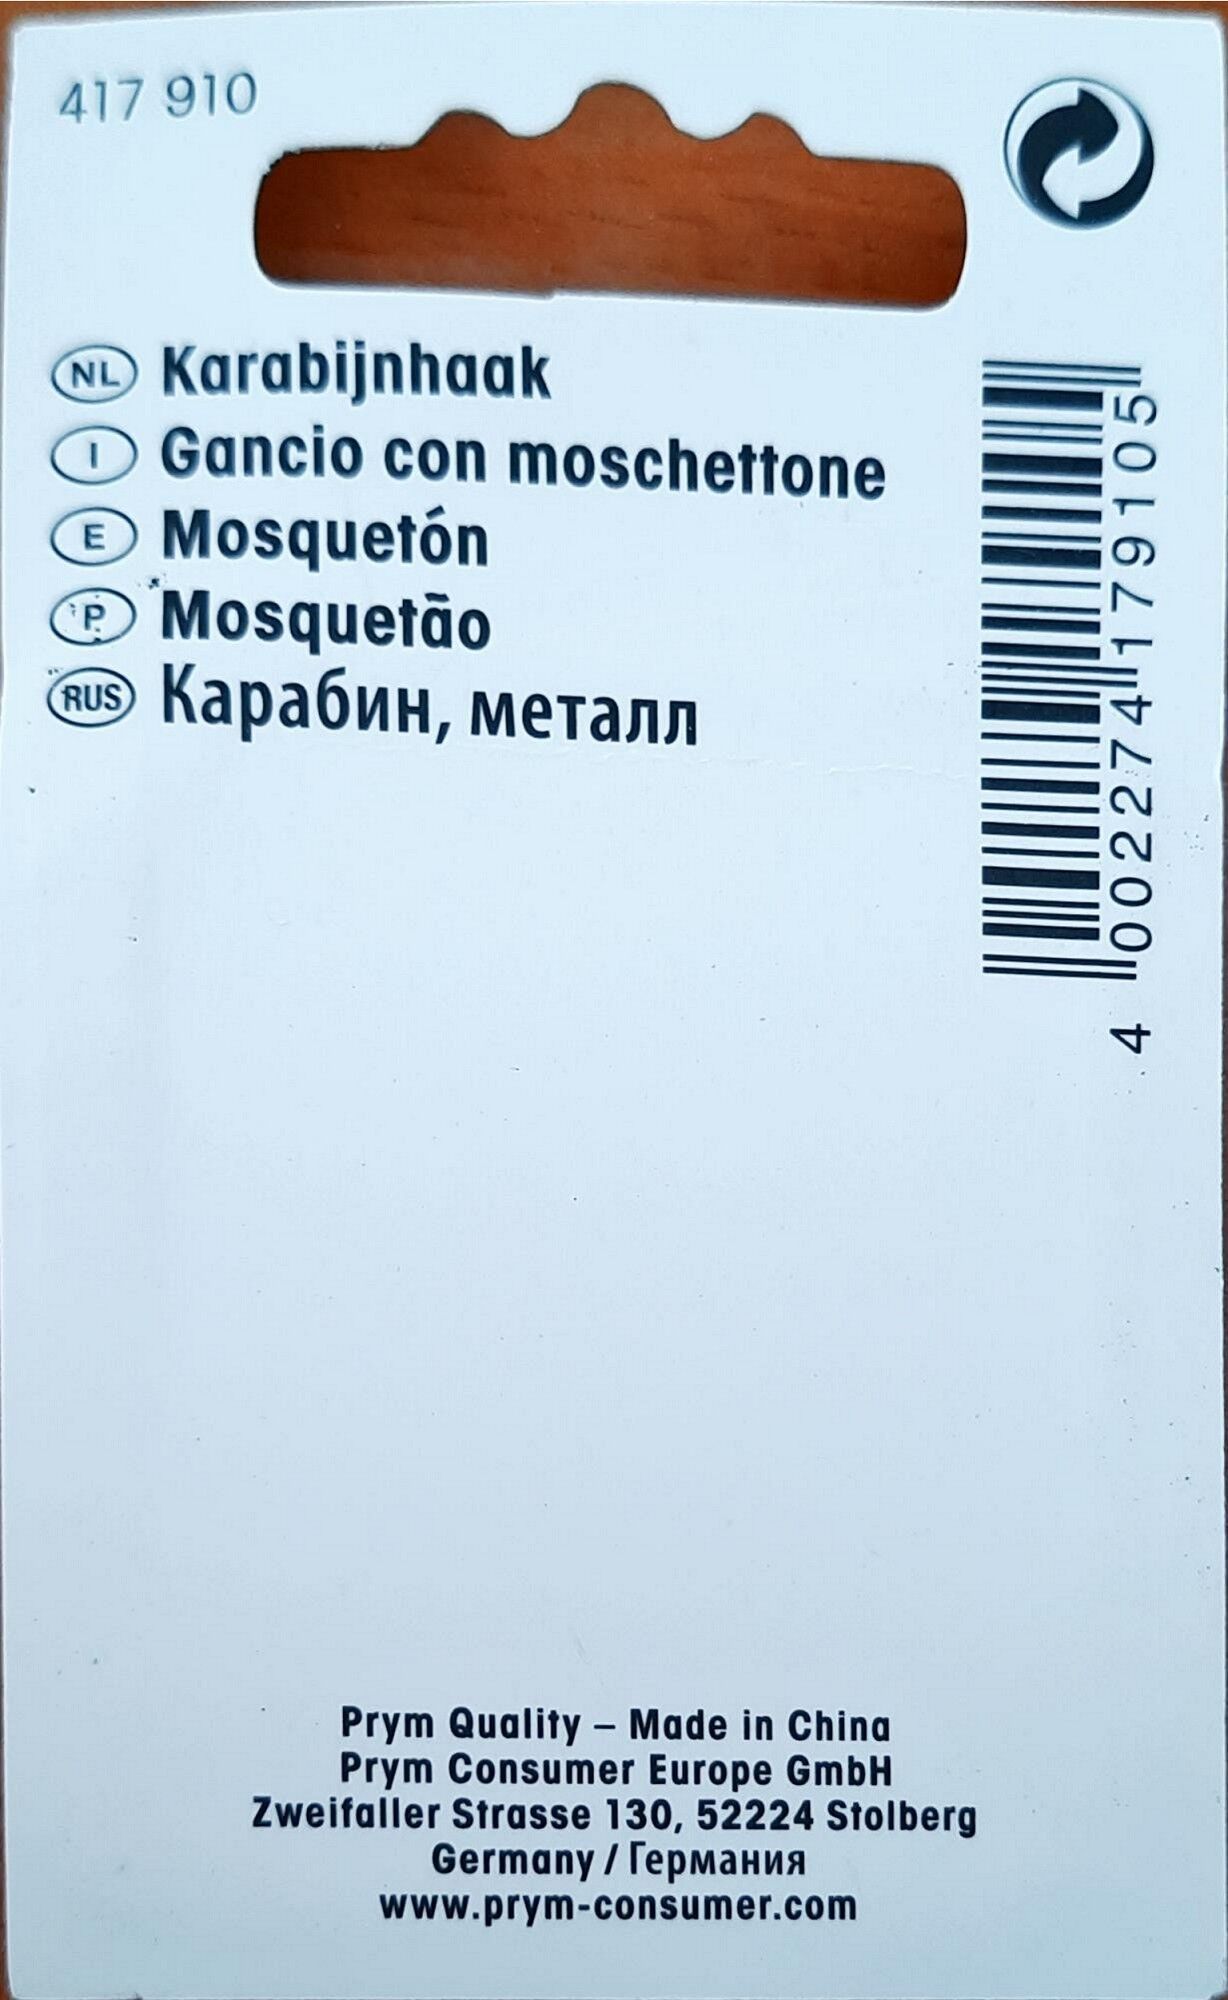 417 910
NL Karabijnhaak
I Gancio con moschettone
E Mosquetón
P Mosquetão
RUS Карабин, металл
4 002274 179105
Prym Quality – Made in China
Prym Consumer Europe GmbH
Zweifaller Strasse 130, 52224 Stolberg
Germany / Германия
www.prym-consumer.com